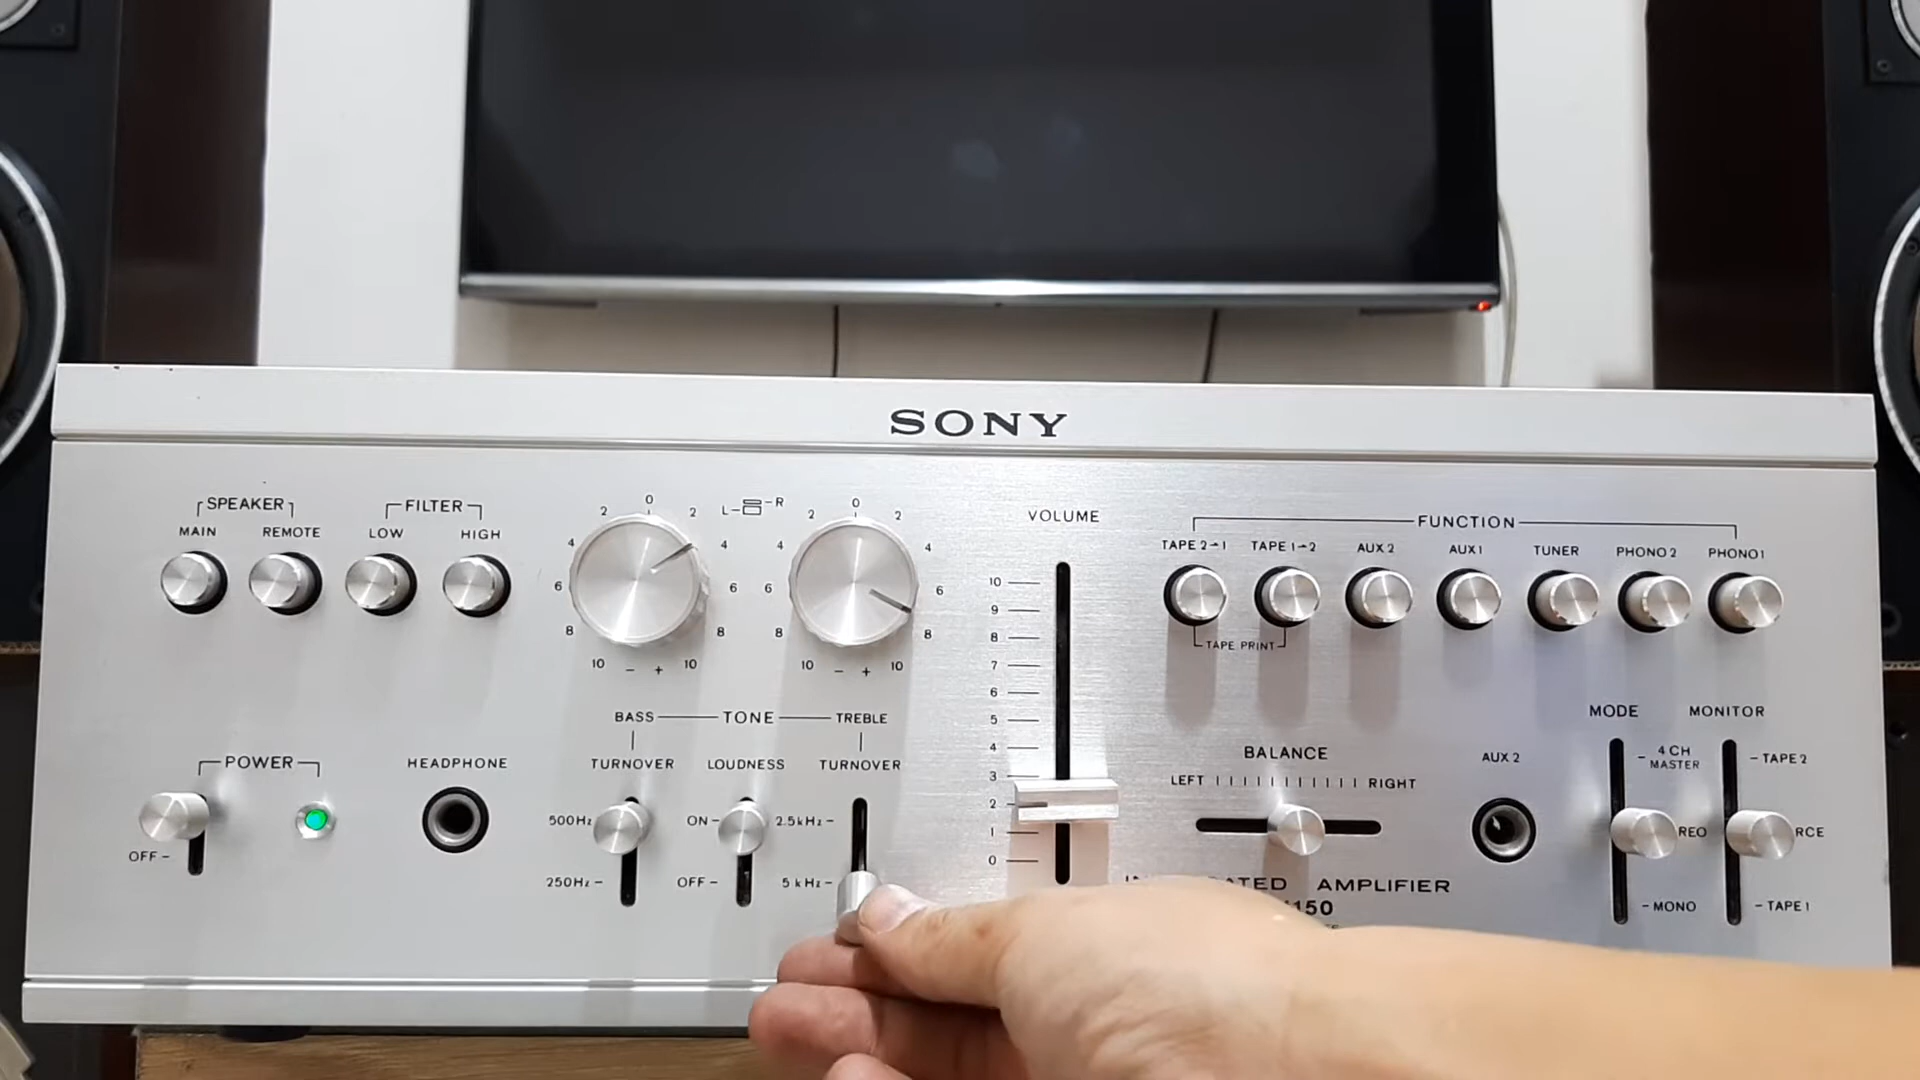 SONY
SPEAKER
MAIN REMOTE
FILTER
LOW HIGH
2 0 2
4 4
6 6
8 8
10 - + 10
L R
2 0 2
4 4
6 6
8 8
10 - + 10
BASS TONE TREBLE
TURNOVER LOUDNESS TURNOVER
500Hz ON 2.5kHz
250Hz OFF 5kHz
POWER
OFF
HEADPHONE
VOLUME
10
9
8
7
6
5
4
3
2
1
0
FUNCTION
TAPE 2→1 TAPE 1→2 AUX 2 AUX 1 TUNER PHONO 2 PHONO 1
TAPE PRINT
BALANCE
LEFT RIGHT
AUX 2
MODE
4 CH
MASTER
REO
MONO
MONITOR
TAPE 2
RCE
TAPE 1
AMPLIFIER
150